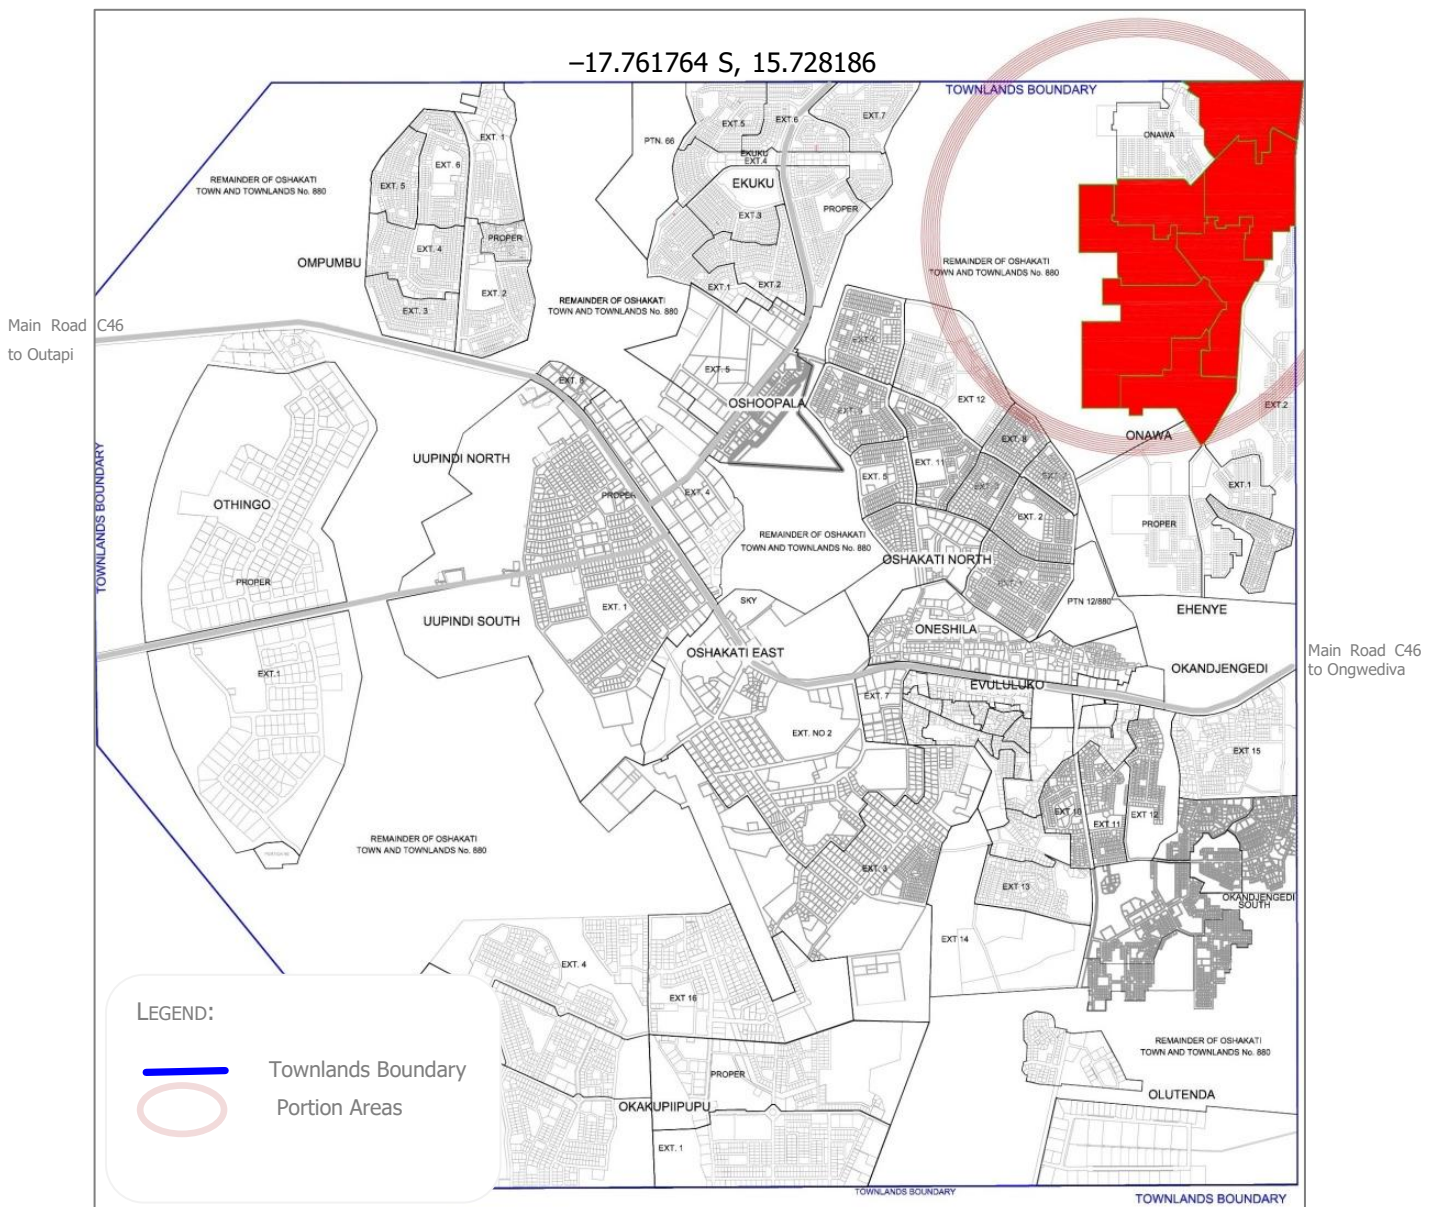 –17.761764 S, 15.728186
TOWNLANDS BOUNDARY
EXT. 1
EXT. 5
EXT. 6
EXT.7
PTN. 66
EKUKU
EXT.4
ONAWA
EXT. 6
EXT. 5
REMAINDER OF OSHAKATI
TOWN AND TOWNLANDS No. 880
EKUKU
EXT.3
PROPER
PROPER
EXT. 4
OMPUMBU
EXT. 2
EXT. 3
EXT.1
EXT.2
REMAINDER OF OSHAKATI
TOWN AND TOWNLANDS No. 880
REMAINDER OF OSHAKATI
TOWN AND TOWNLANDS No. 880
Main Road C46
to Outapi
EXT. 5
EXT. 6
OSHOOPALA
EXT 12
EXT.2
ONAWA
EXT. 8
UUPINDI NORTH
EXT. 11
EXT. 5
EXT. 4
PROPER
OTHINGO
EXT.1
EXT. 2
PROPER
REMAINDER OF OSHAKATI
TOWN AND TOWNLANDS No. 880
OSHAKATI NORTH
TOWNLANDS BOUNDARY
PROPER
SKY
PTN 12/880
EXT. 1
EHENYE
UUPINDI SOUTH
ONESHILA
OSHAKATI EAST
OKANDJENGEDI
Main Road C46
to Ongwediva
EXT.1
EVULULUKO
EXT. 7
EXT. NO 2
EXT 15
EXT 10
EXT 11
EXT 12
REMAINDER OF OSHAKATI
TOWN AND TOWNLANDS No. 880
EXT. 3
EXT 13
OKANDJENGEDI
SOUTH
EXT 14
EXT. 4
EXT 16
LEGEND:
Townlands Boundary
Portion Areas
REMAINDER OF OSHAKATI
TOWN AND TOWNLANDS No. 880
PROPER
OLUTENDA
OKAKUPIIPUPU
EXT. 1
TOWNLANDS BOUNDARY
TOWNLANDS BOUNDARY